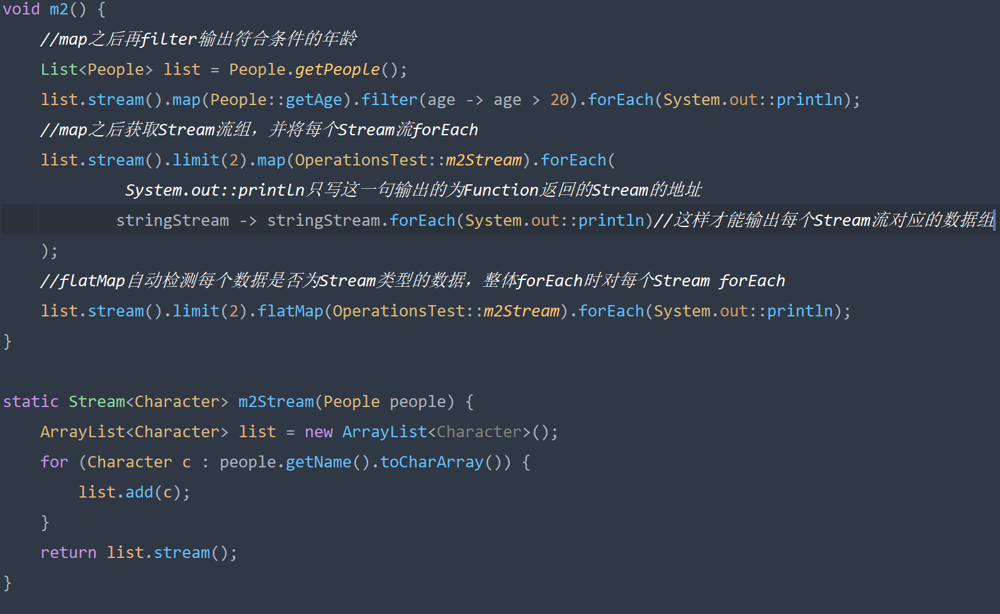 void m2() {
//map之后再filter输出符合条件的年龄
List<People> list = People.getPeople();
list.stream().map(People::getAge).filter(age -> age > 20).forEach(System.out::println);
//map之后获取Stream流组，并将每个Stream流forEach
list.stream().limit(2).map(OperationsTest::m2Stream).forEach(
System.out::println只写这一句输出的为Function返回的Stream的地址
stringStream -> stringStream.forEach(System.out::println)//这样才能输出每个Stream流对应的数据组
);
//flatMap自动检测每个数据是否为Stream类型的数据，整体forEach时对每个Stream forEach
list.stream().limit(2).flatMap(OperationsTest::m2Stream).forEach(System.out::println);
}
static Stream<Character> m2Stream(People people) {
ArrayList<Character> list = new ArrayList<Character>();
for (Character c : people.getName().toCharArray()) {
list.add(c);
}
return list.stream();
}